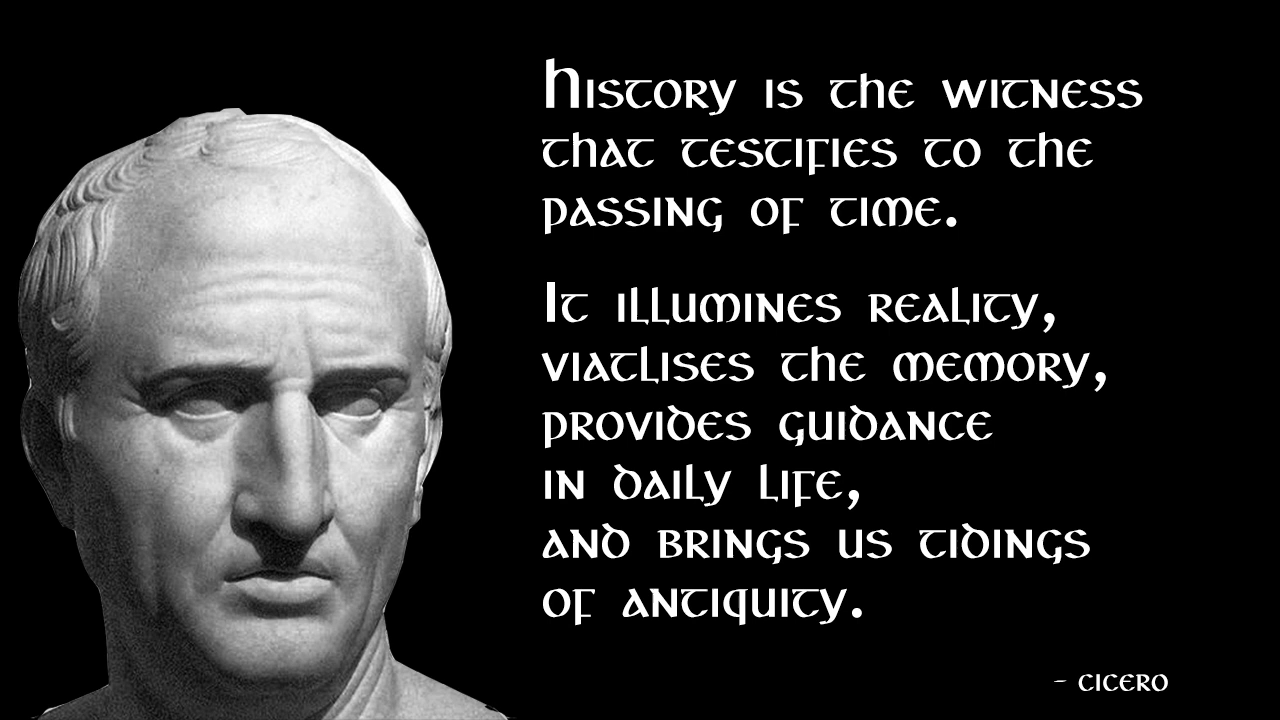 History is the witness
that testifies to the
passing of time.
It illumines reality,
viatlises the memory,
provides guidance
in daily life,
and brings us tidings
of antiquity.
- Cicero